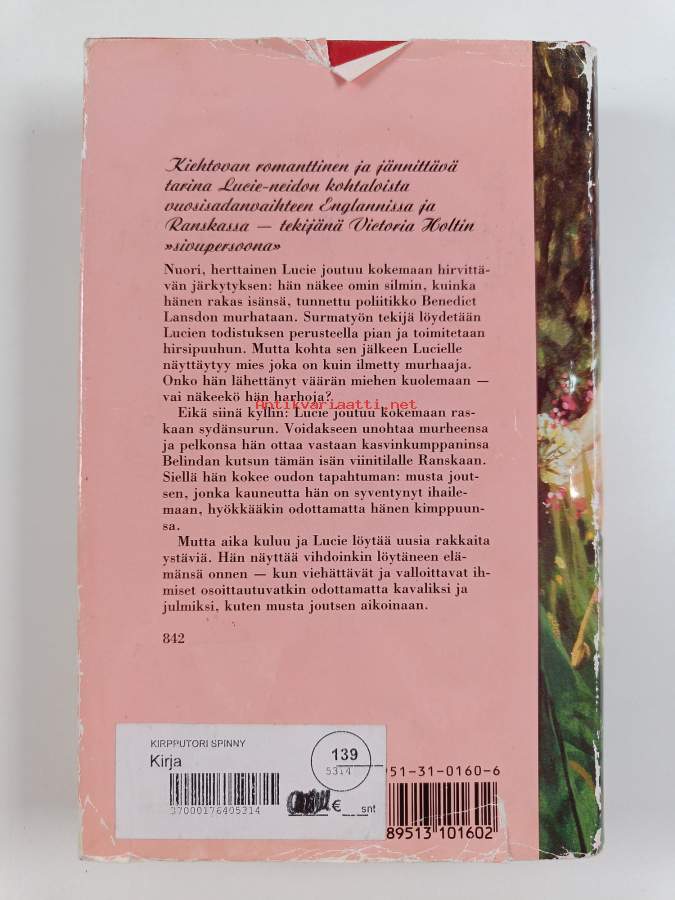 Kiehtovan romanttinen ja jännittävä
tarina Lucie-neidon kohtaloista
vuosisadanvaihteen Englannissa ja
Ranskassa — tekijänä Victoria Holtin
»sivupersoona»
Nuori, herttainen Lucie joutuu kokemaan hirvittä-
vän järkytyksen: hän näkee omin silmin, kuinka
hänen rakas isänsä, tunnettu poliitikko Benedict
Lansdon murhataan. Surmatyön tekijä löydetään
Lucien todistuksen perusteella pian ja toimitetaan
hirsipuuhun. Mutta kohta sen jälkeen Lucielle
näyttäytyy mies joka on kuin ilmetty murhaaja.
Onko hän lähettänyt väärän miehen kuolemaan —
vai näkeekö hän harhoja?
Antikvariaatti.net
Eikä siinä kyllin: Lucie joutuu kokemaan ras-
kaan sydänsurun. Voidakseen unohtaa murheensa
ja pelkonsa hän ottaa vastaan kasvinkumppaninsa
Belindan kutsun tämän isän viinitilalle Ranskaan.
Siellä hän kokee oudon tapahtuman: musta jout-
sen, jonka kauneutta hän on syventynyt ihaile-
maan, hyökkääkin odottamatta hänen kimppuun-
sa.
Mutta aika kuluu ja Lucie löytää uusia rakkaita
ystäviä. Hän näyttää vihdoinkin löytäneen elä-
mänsä onnen — kun viehättävät ja valloittavat ih-
miset osoittautuvatkin odottamatta kavaliksi ja
julmiksi, kuten musta joutsen aikoinaan.
842
KIRPPUTORI SPINNY
Kirja
139
5314
37000176405314
€ snt
951-31-0160-6
89513 101602